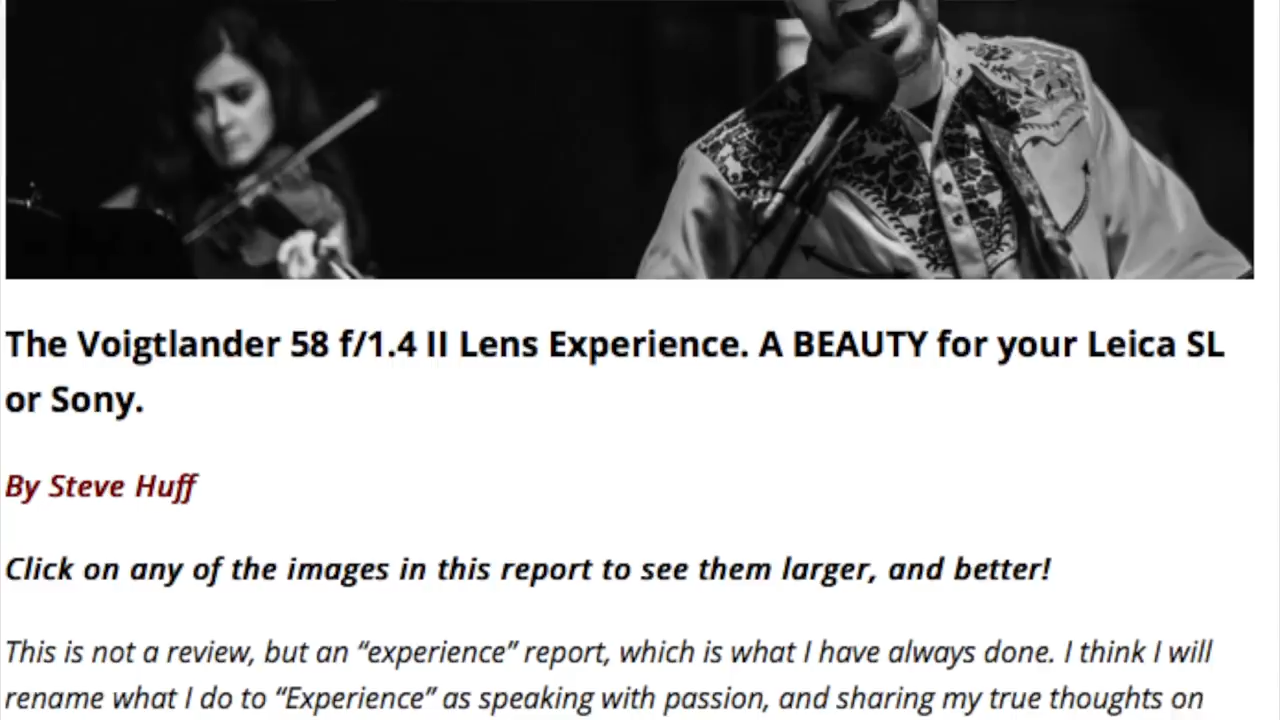 The Voigtlander 58 f/1.4 II Lens Experience. A BEAUTY for your Leica SL
or Sony.
By Steve Huff
Click on any of the images in this report to see them larger, and better!
This is not a review, but an “experience” report, which is what I have always done. I think I will
rename what I do to “Experience” as speaking with passion, and sharing my true thoughts on